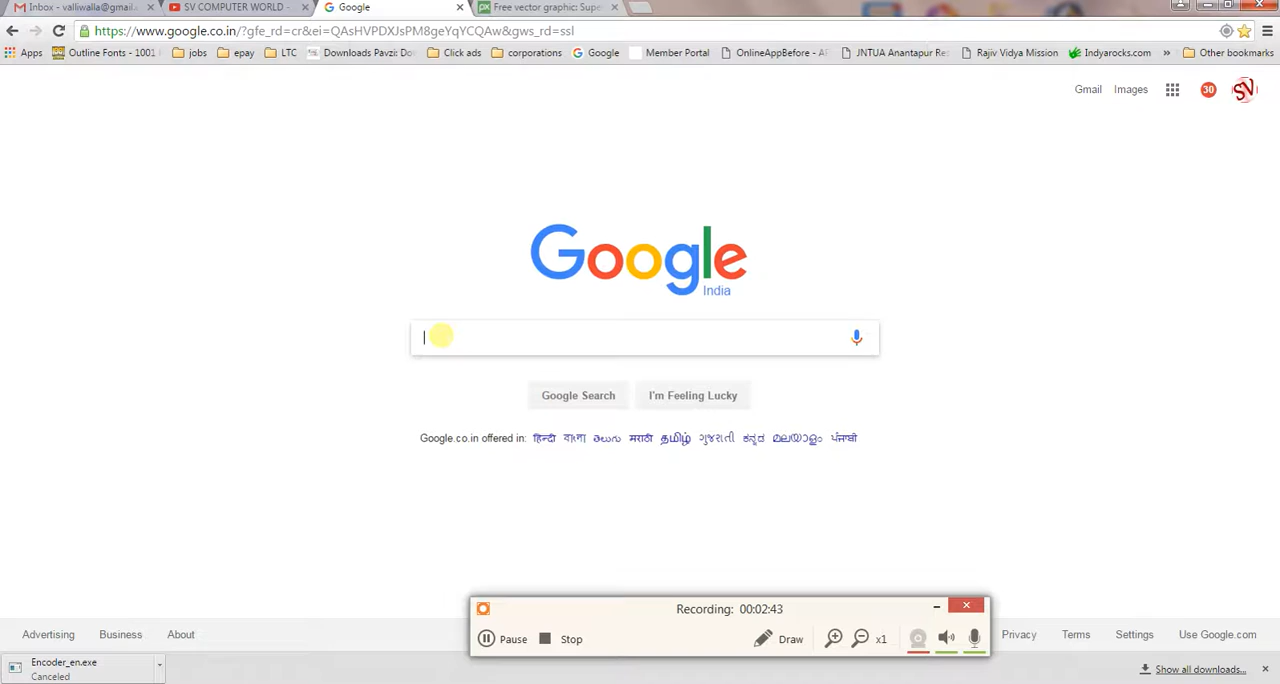 Inbox - valliwalla@gmail. SV COMPUTER WORLD - Google Free vector graphic: Supe
https://www.google.co.in/?gfe_rd=cr&ei=QAsHVPDXJsPM8geYqYCQAw&gws_rd=ssl
Apps Outline Fonts - 1001 jobs epay LTC Downloads Pavzi Do Click ads corporations Google Member Portal OnlineAppBefore - AF JNTUA Anantapur Re Rajiv Vidya Mission Indyarocks.com » Other bookmarks
Gmail Images 30 SV
Google
India
Google Search I'm Feeling Lucky
Google.co.in offered in: हिन्दी বাংলা తెలుగు मराठी தமிழ் ગુજરાતી ಕನ್ನಡ മലയാളം ਪੰਜਾਬੀ
Recording: 00:02:43
Pause Stop Draw x1
Advertising Business About Privacy Terms Settings Use Google.com
Encoder_en.exe
Canceled
Show all downloads...